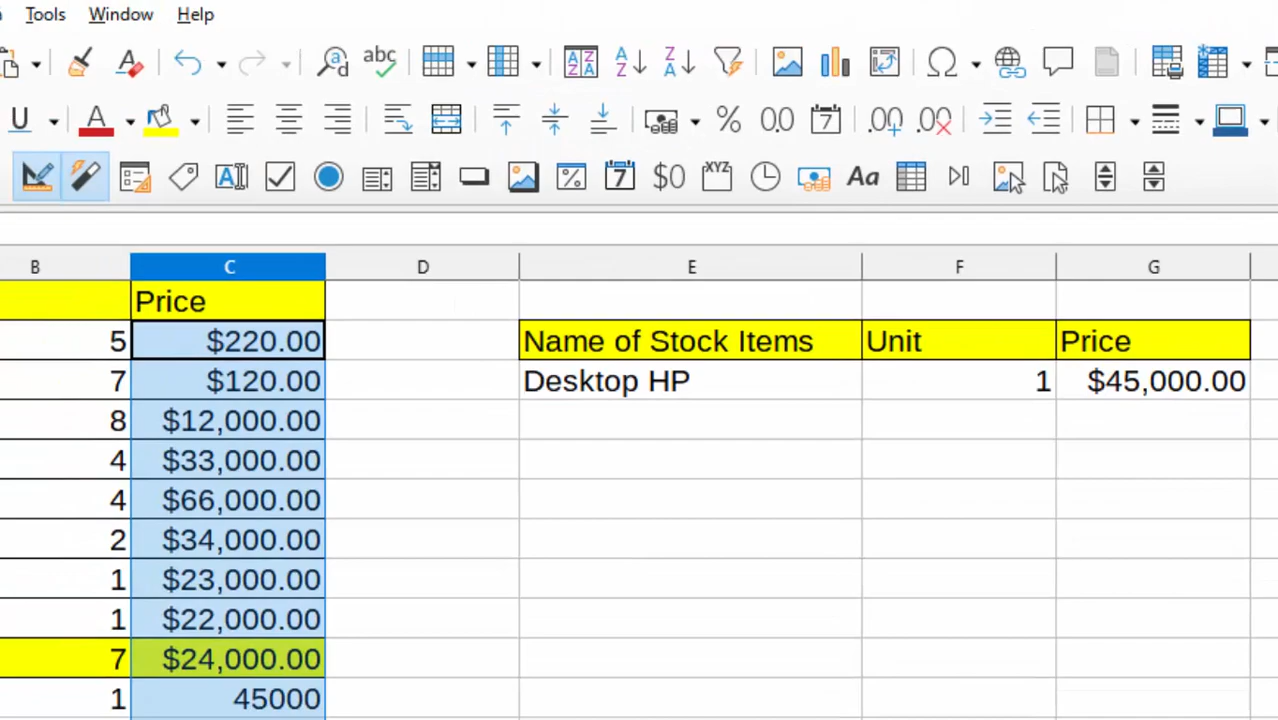 Tools Window Help
B C D E F G
Price
5 $220.00 Name of Stock Items Unit Price
7 $120.00 Desktop HP 1 $45,000.00
8 $12,000.00
4 $33,000.00
4 $66,000.00
2 $34,000.00
1 $23,000.00
1 $22,000.00
7 $24,000.00
1 45000